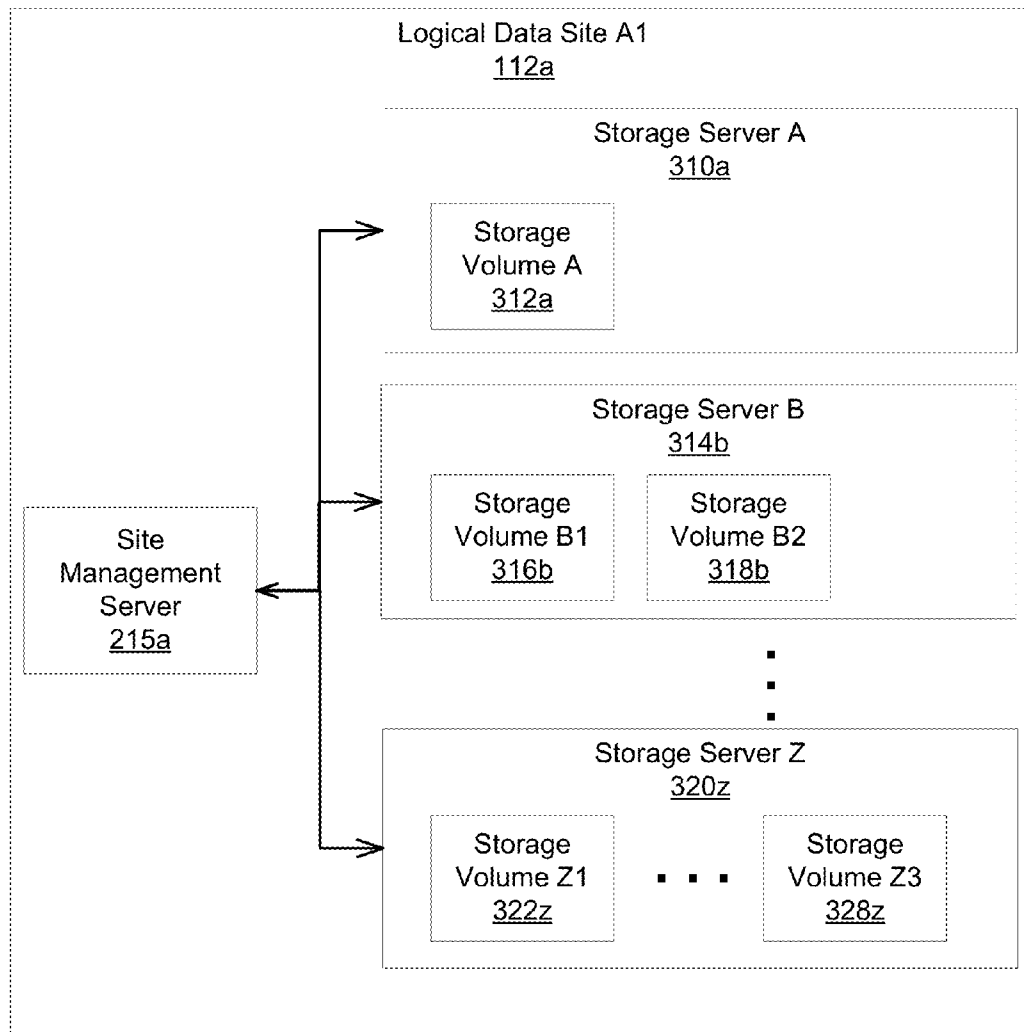 Logical Data Site A1
112a
Storage Server A
310a
Storage
Volume A
312a
Storage Server B
314b
Storage
Volume B1
316b
Storage
Volume B2
318b
Site
Management
Server
215a
Storage Server Z
320z
Storage
Volume Z1
322z
Storage
Volume Z3
328z